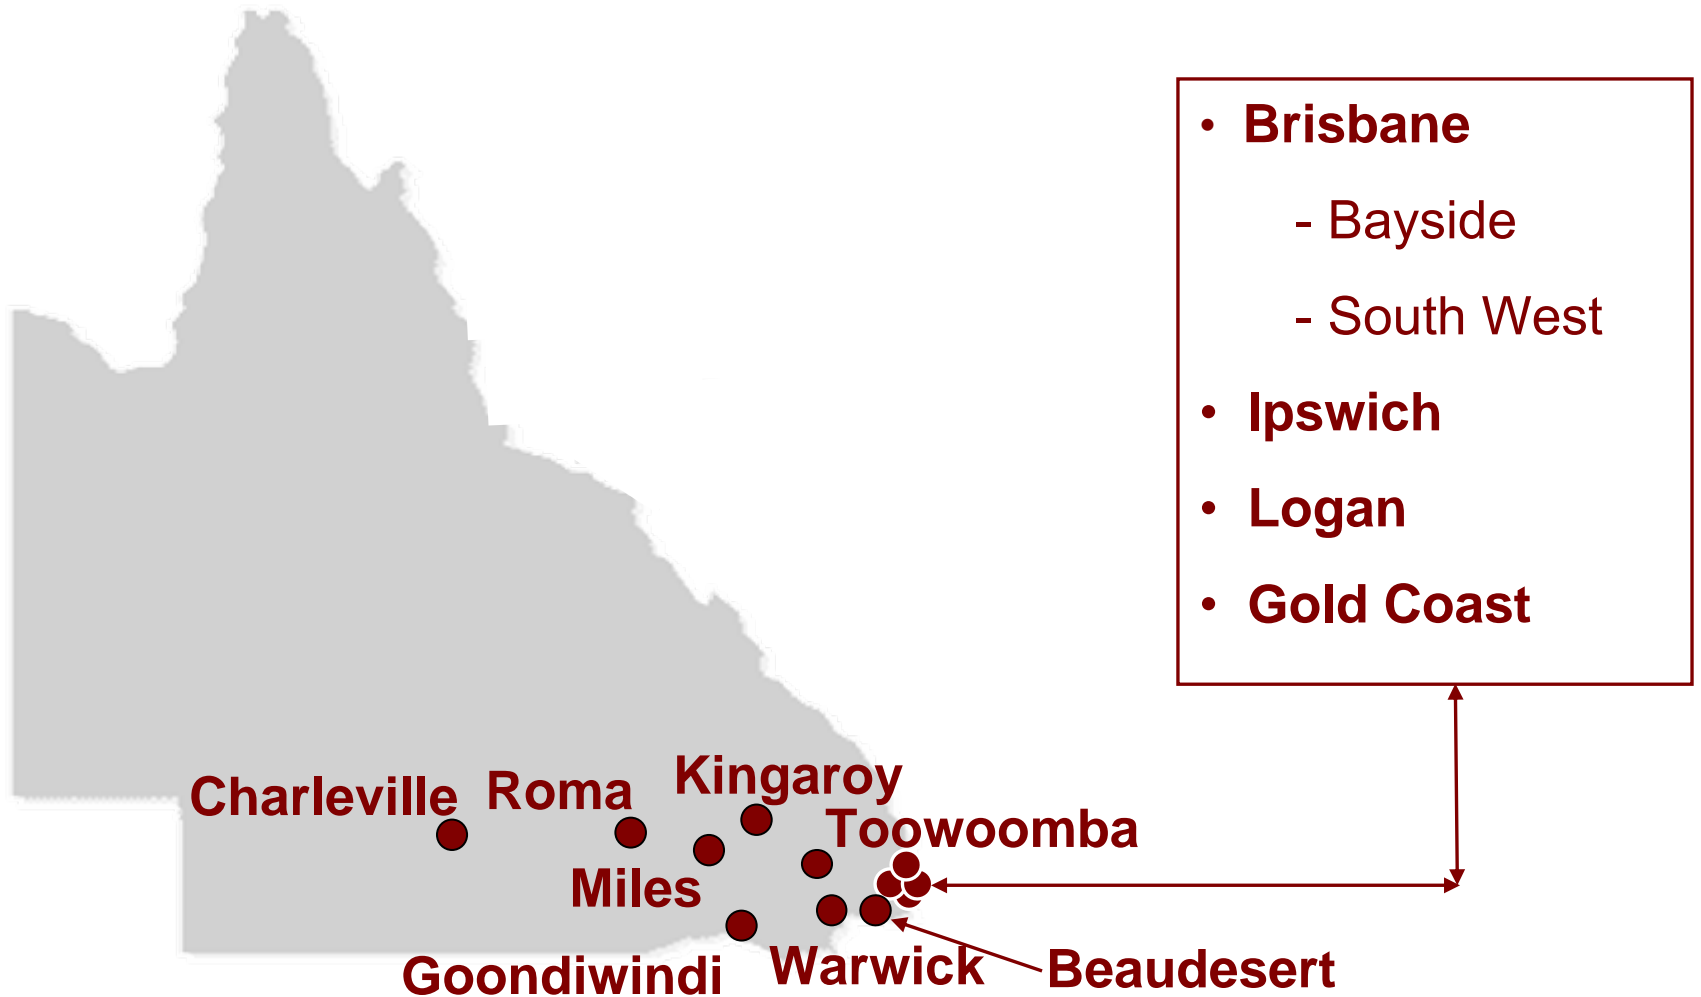 • Brisbane
- Bayside
- South West
• Ipswich
• Logan
• Gold Coast
Kingaroy
Charleville
Roma
Toowoomba
Miles
Goondiwindi
Warwick
Beaudesert